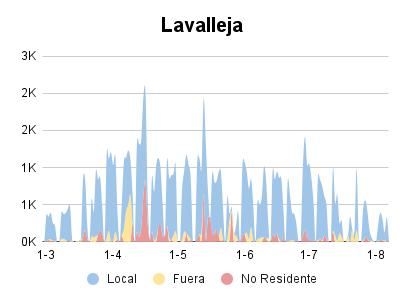 Lavalleja
3K
2K
2K
1K
1K
0K
1-3 1-4 1-5 1-6 1-7 1-8
Local Fuera No Residente